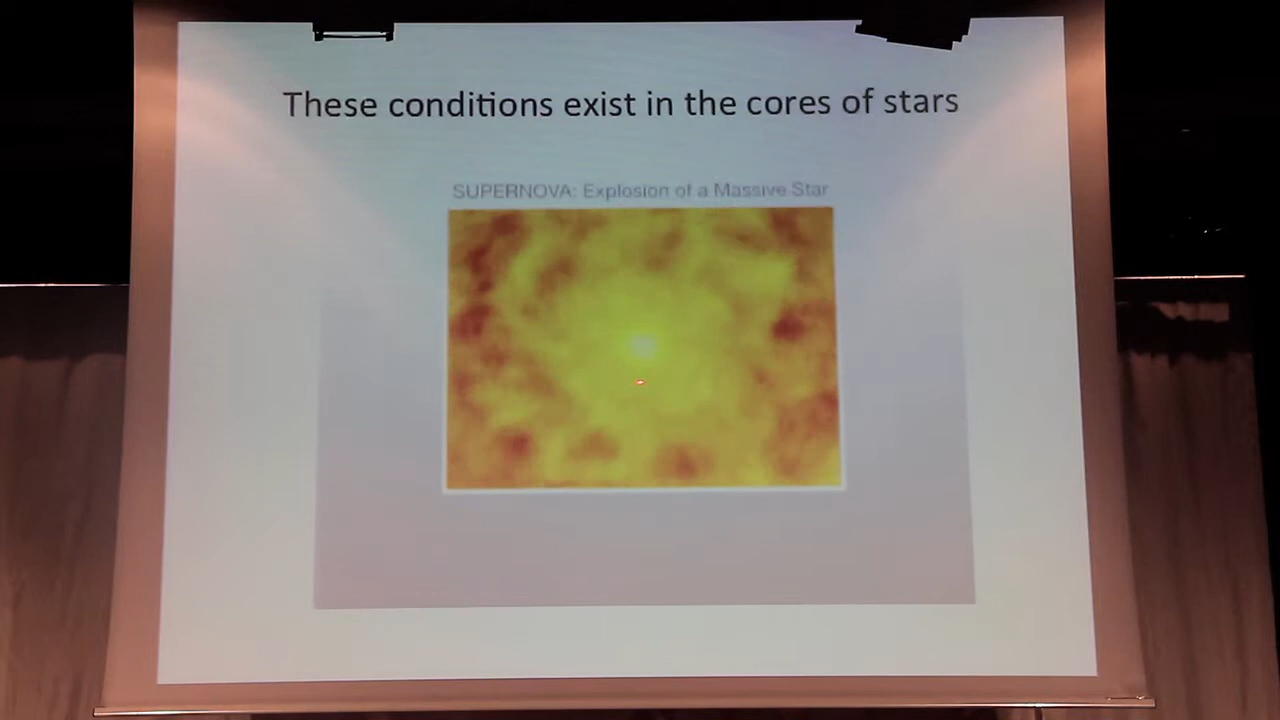 These conditions exist in the cores of stars
SUPERNOVA: Explosion of a Massive Star